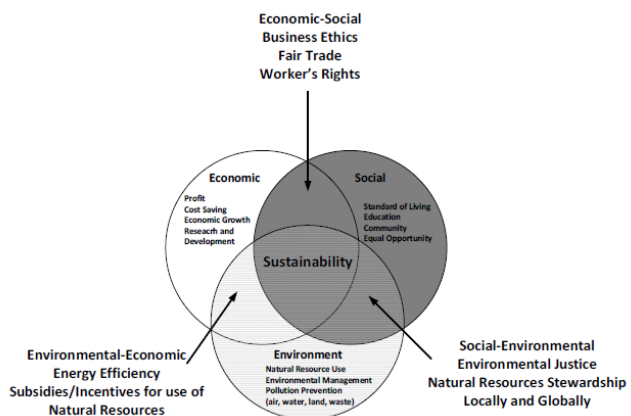 Economic-Social
Business Ethics
Fair Trade
Worker's Rights
Economic
Profit
Cost Saving
Economic Growth
Research and
Development
Social
Standard of Living
Education
Community
Equal Opportunity
Sustainability
Environmental-Economic
Energy Efficiency
Subsidies/Incentives for use of
Natural Resources
Environment
Natural Resource Use
Environmental Management
Pollution Prevention
(air, water, land, waste)
Social-Environmental
Environmental Justice
Natural Resources Stewardship
Locally and Globally